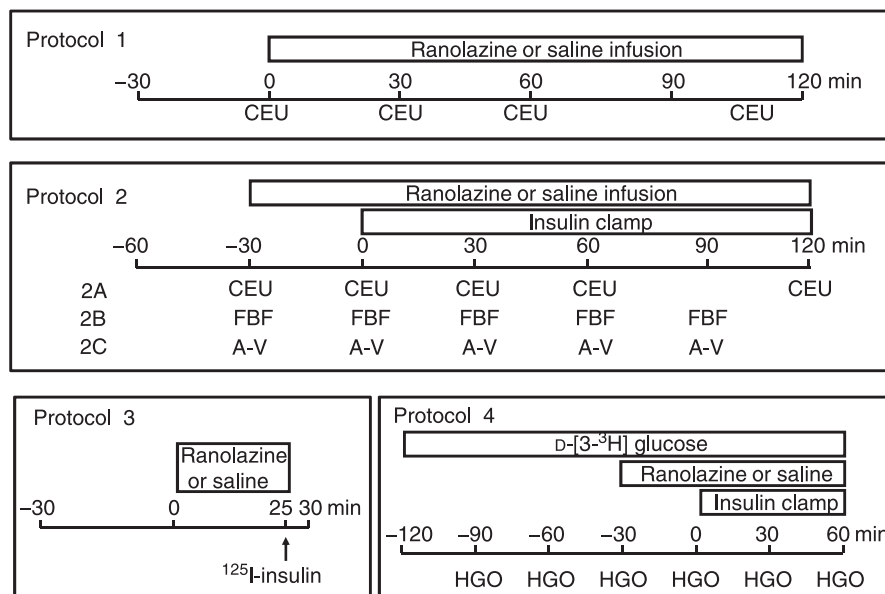 Protocol 1
Ranolazine or saline infusion
−30 0 30 60 90 120 min
CEU CEU CEU CEU
Protocol 2
Ranolazine or saline infusion
Insulin clamp
−60 −30 0 30 60 90 120 min
2A CEU CEU CEU CEU CEU
2B FBF FBF FBF FBF FBF
2C A-V A-V A-V A-V A-V
Protocol 3
Ranolazine
or saline
−30 0 25 30 min
¹²⁵I-insulin
Protocol 4
D-[3-³H] glucose
Ranolazine or saline
Insulin clamp
−120 −90 −60 −30 0 30 60 min
HGO HGO HGO HGO HGO HGO